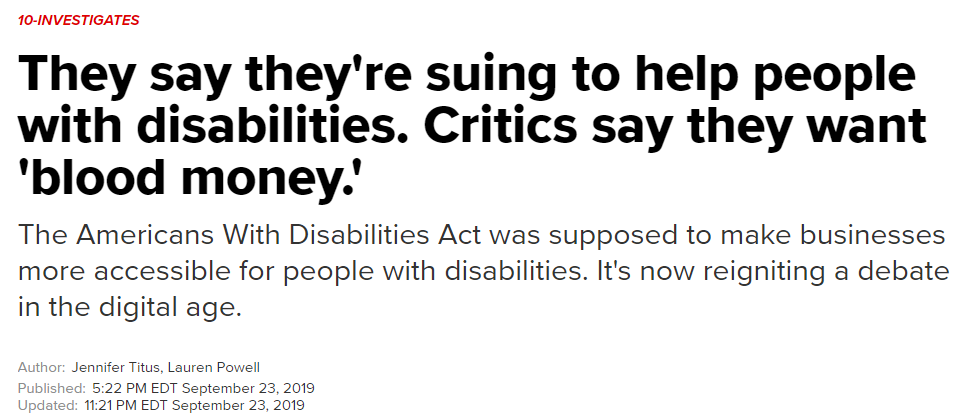 10-INVESTIGATES
They say they're suing to help people
with disabilities. Critics say they want
'blood money.'
The Americans With Disabilities Act was supposed to make businesses
more accessible for people with disabilities. It's now reigniting a debate
in the digital age.
Author: Jennifer Titus, Lauren Powell
Published: 5:22 PM EDT September 23, 2019
Updated: 11:21 PM EDT September 23, 2019